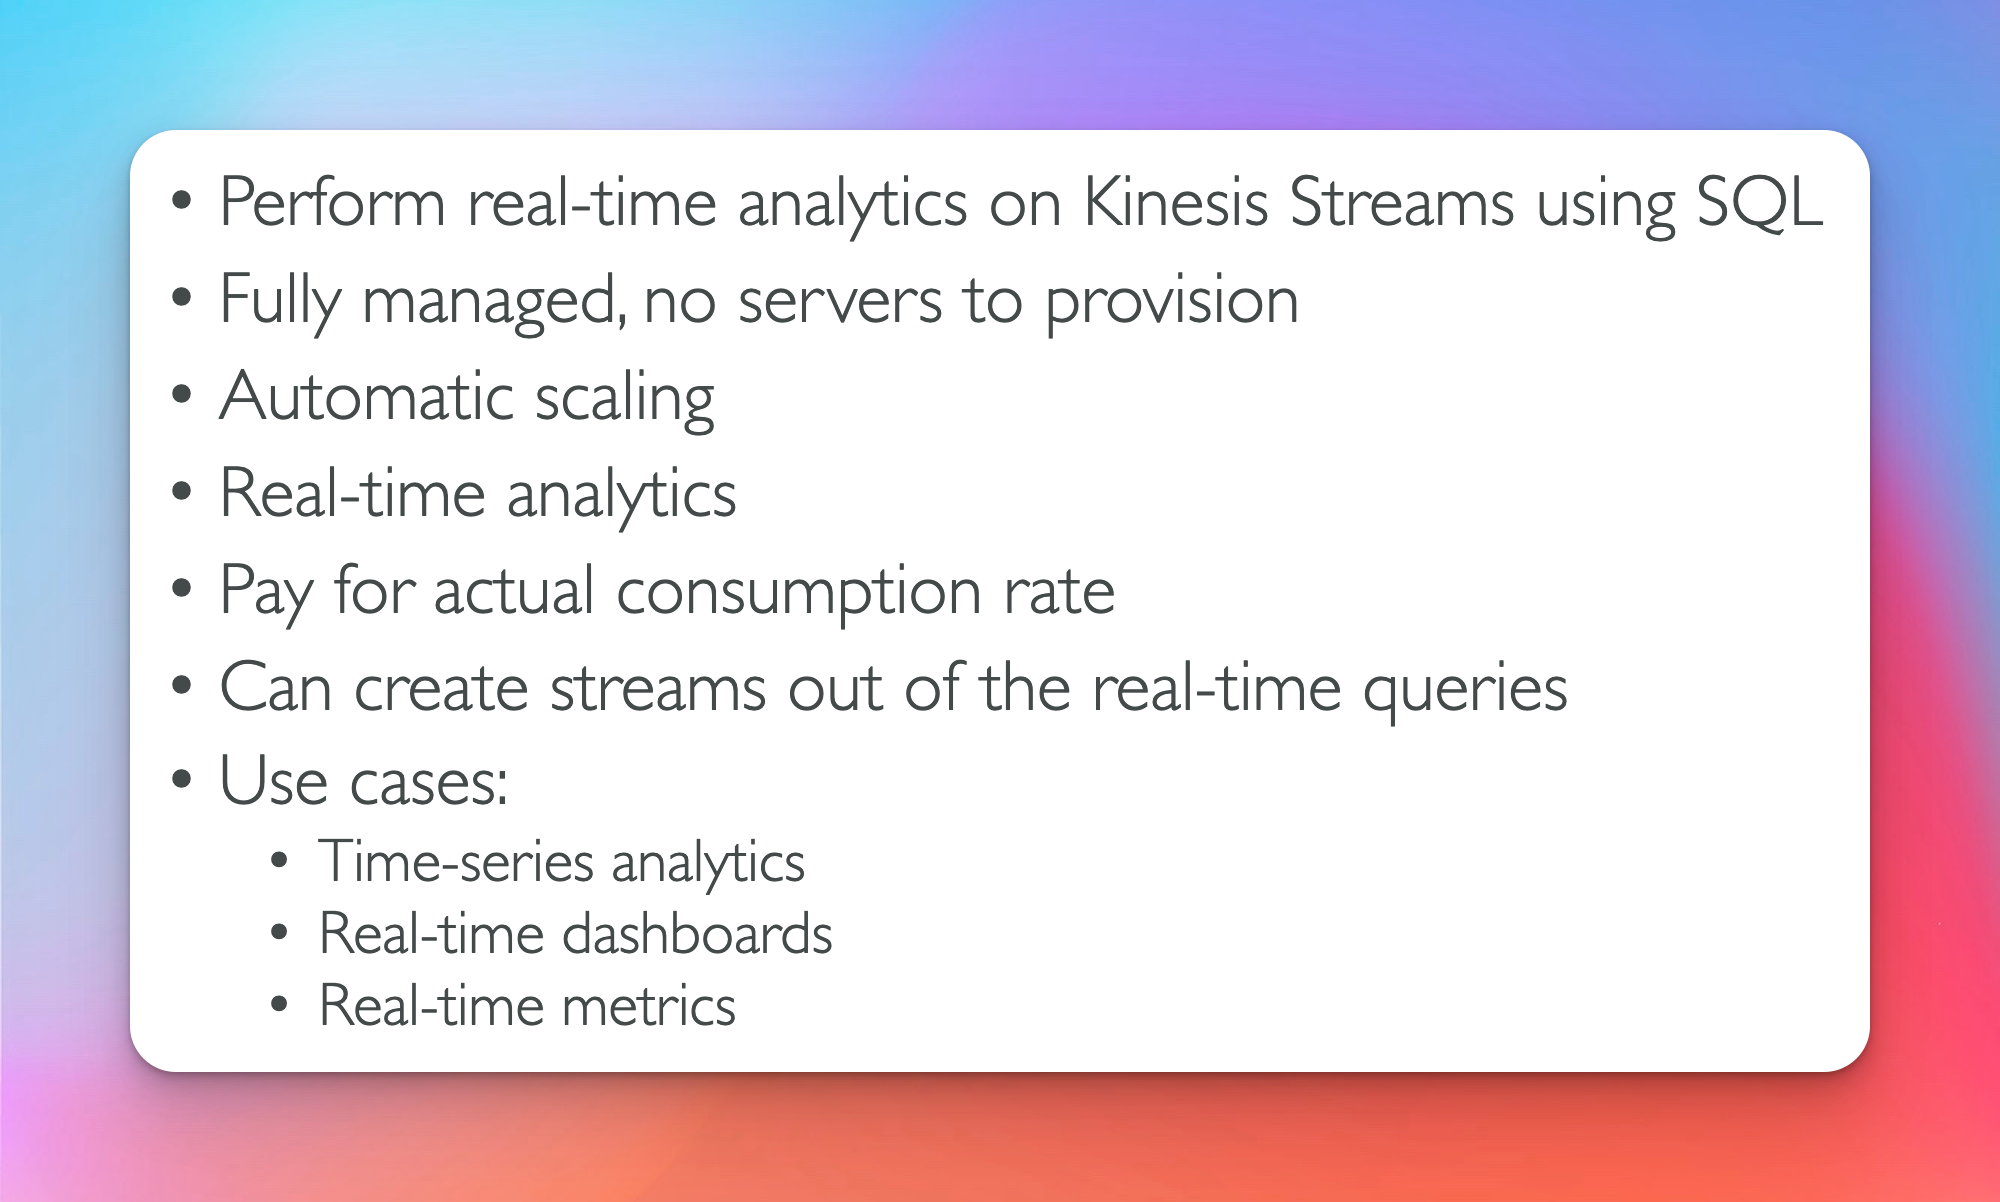 • Perform real-time analytics on Kinesis Streams using SQL
• Fully managed, no servers to provision
• Automatic scaling
• Real-time analytics
• Pay for actual consumption rate
• Can create streams out of the real-time queries
• Use cases:
• Time-series analytics
• Real-time dashboards
• Real-time metrics